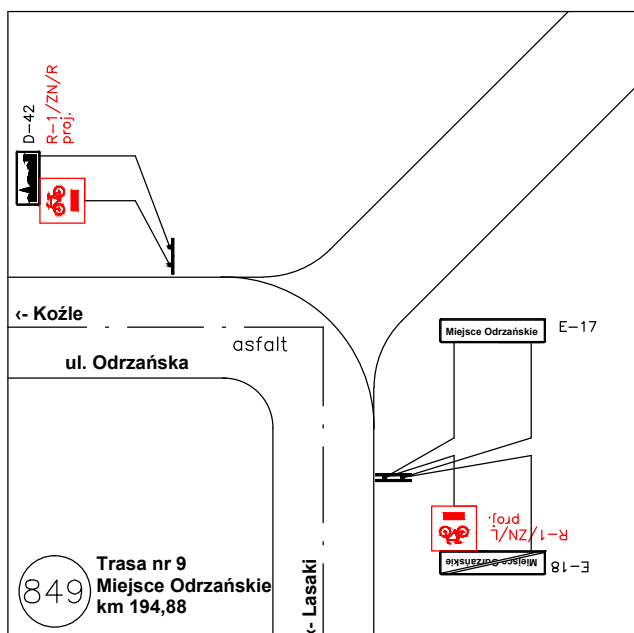 D-42
R-1/ZN/R
proj.
‹- Koźle
asfalt
ul. Odrzańska
Miejsce Odrzańskie
E-17
R-1/ZN/L
proj.
Miejsce Odrzańskie
E-18
‹- Lasaki
849
Trasa nr 9
Miejsce Odrzańskie
km 194,88